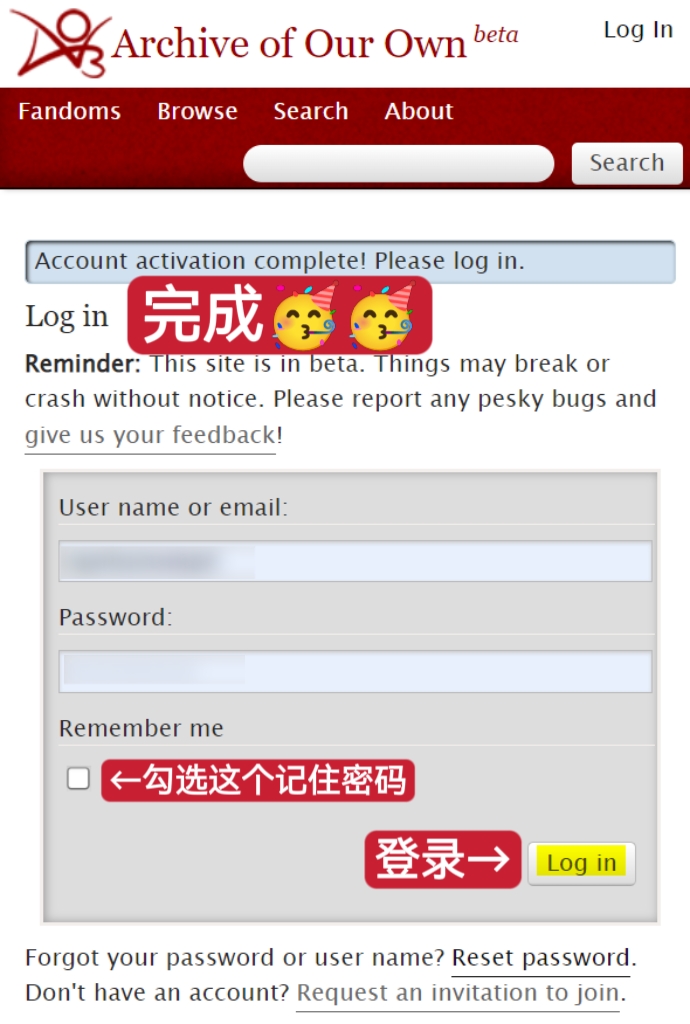 Archive of Our Own beta
Log In
Fandoms Browse Search About
Search
Account activation complete! Please log in.
Log in
完成🥳🥳
Reminder: This site is in beta. Things may break or
crash without notice. Please report any pesky bugs and
give us your feedback!
User name or email:
Password:
Remember me
←勾选这个记住密码
登录→
Log in
Forgot your password or user name? Reset password.
Don't have an account? Request an invitation to join.